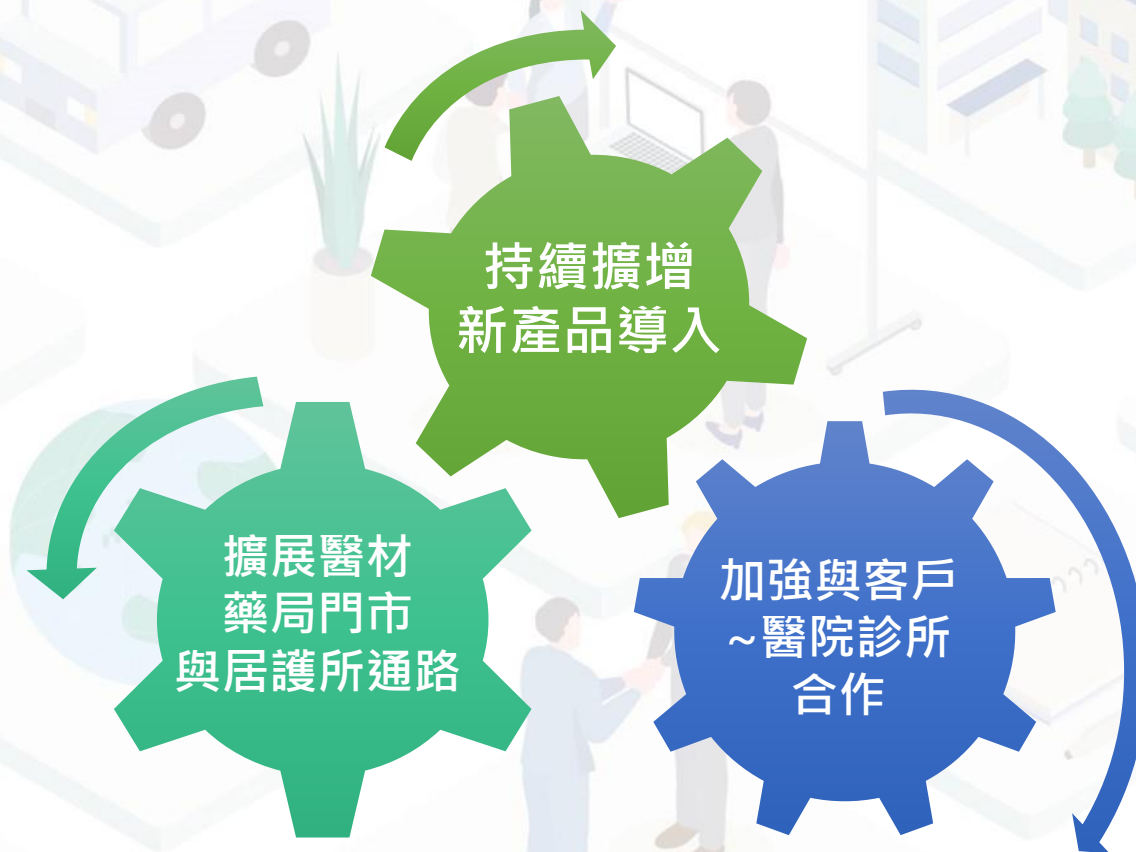 持續擴增
新產品導入
擴展醫材
藥局門市
與居護所通路
加強與客戶
~醫院診所
合作